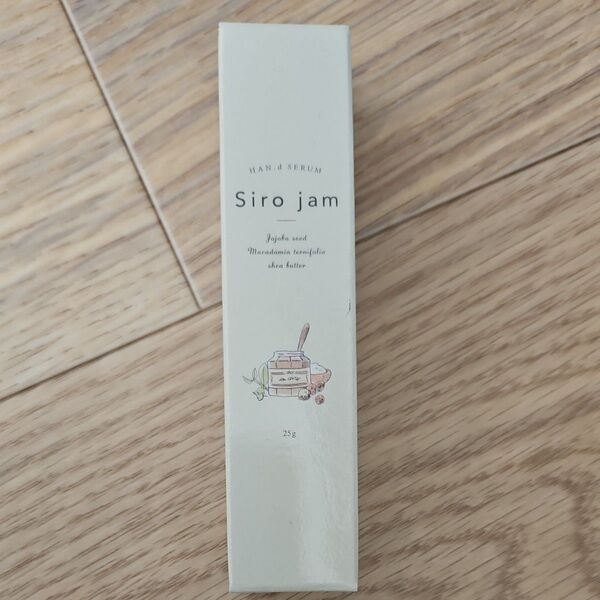 HAN.d SERUM
Siro jam
Jojoba seed
Macadamia ternifolia
shea butter
25g